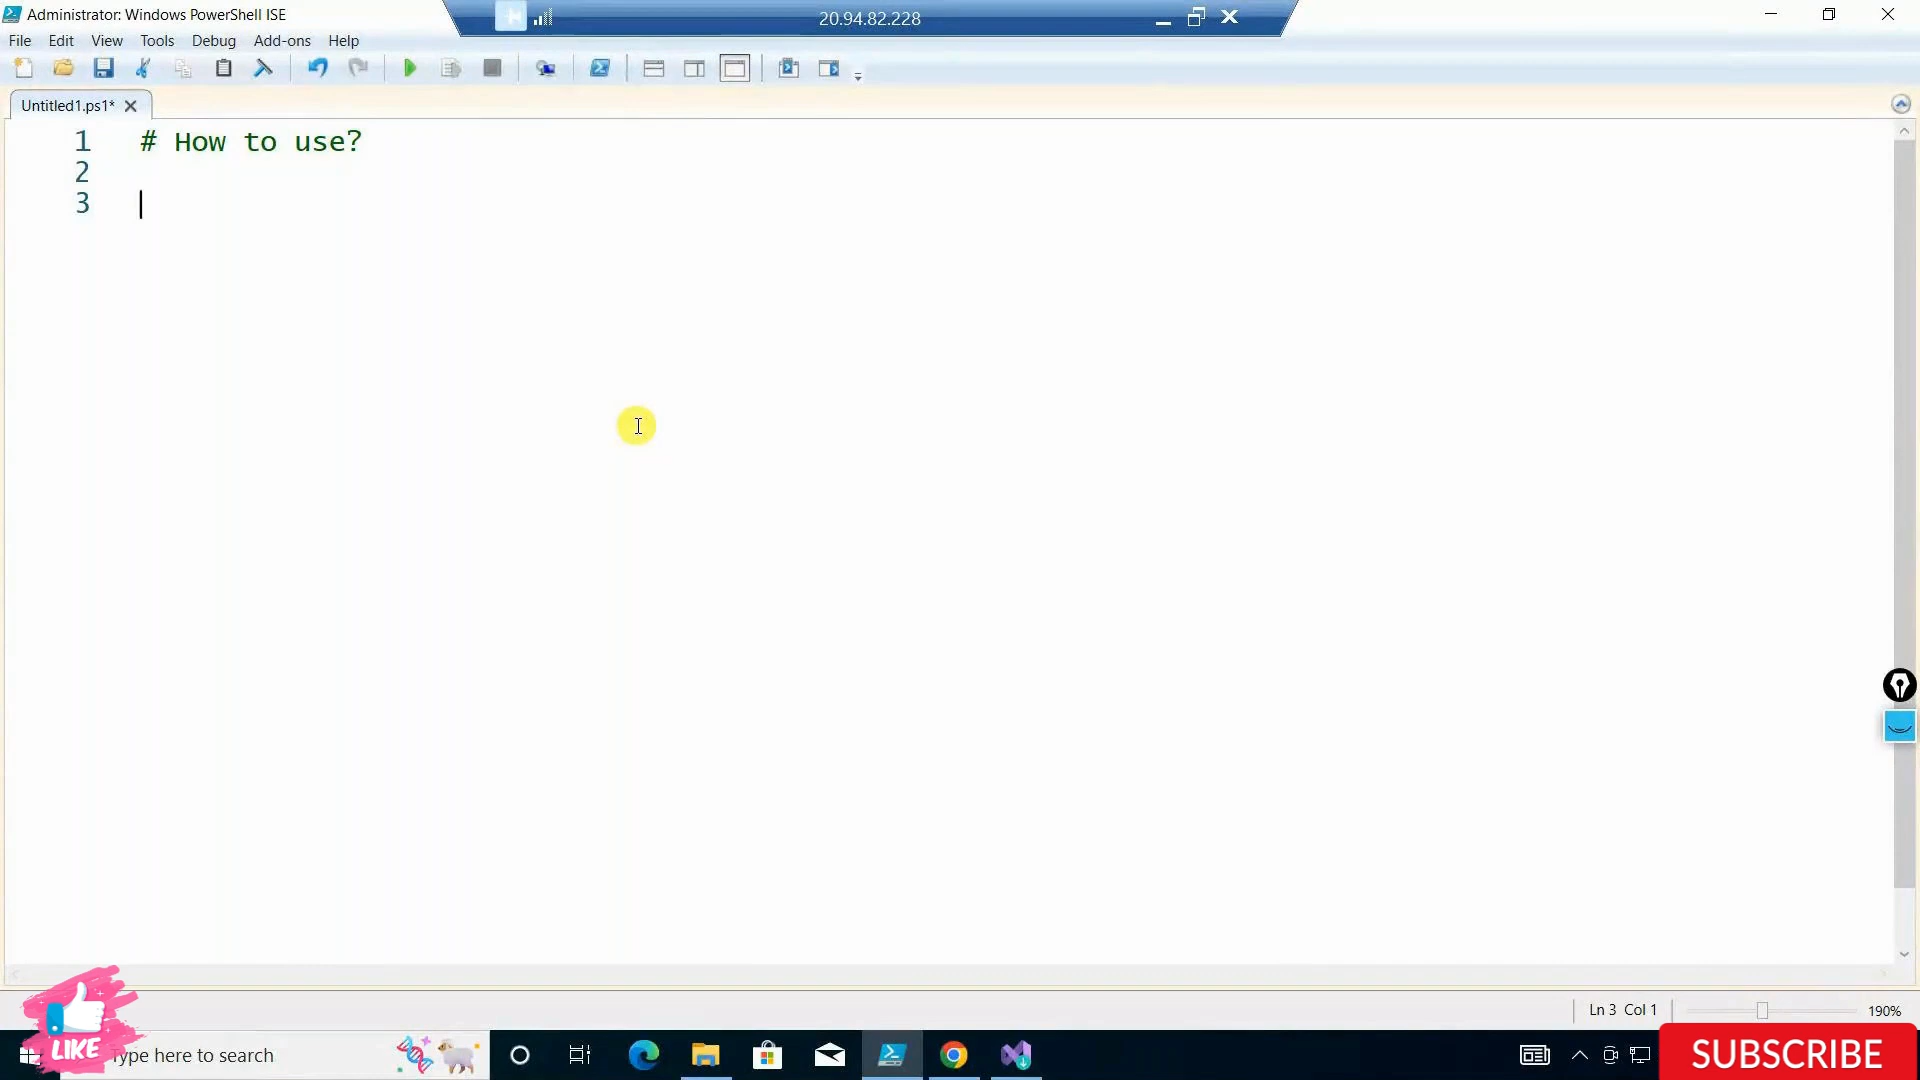 Administrator: Windows PowerShell ISE
20.94.82.228
File Edit View Tools Debug Add-ons Help
Untitled1.ps1*
1 # How to use?
2
3
Ln 3 Col 1
190%
LIKE
Type here to search
SUBSCRIBE